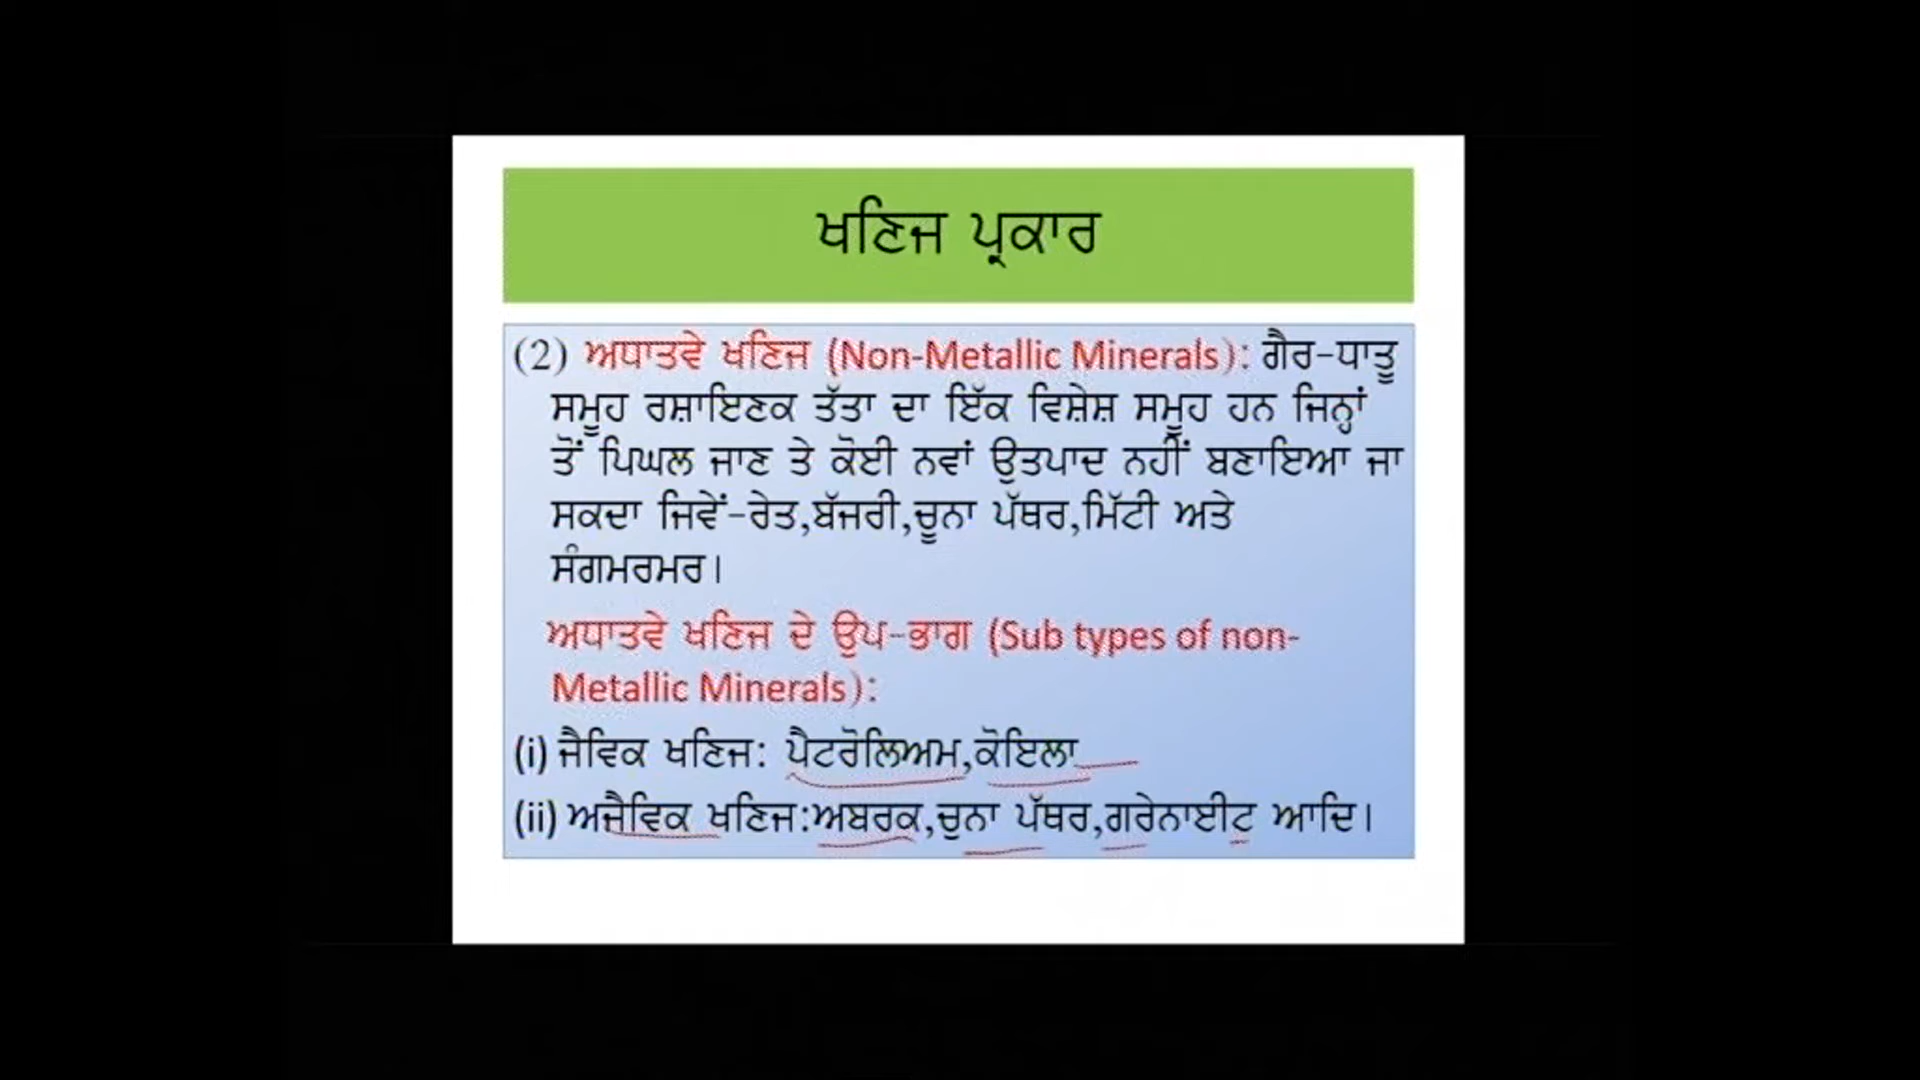 ਖਣਿਜ ਪ੍ਰਕਾਰ
(2) ਅਧਾਤਵੇ ਖਣਿਜ (Non-Metallic Minerals): ਗੈਰ-ਧਾਤੂ
ਸਮੂਹ ਰਸ਼ਾਇਣਕ ਤੱਤਾ ਦਾ ਇੱਕ ਵਿਸ਼ੇਸ਼ ਸਮੂਹ ਹਨ ਜਿਨ੍ਹਾਂ
ਤੋਂ ਪਿਘਲ ਜਾਣ ਤੇ ਕੋਈ ਨਵਾਂ ਉਤਪਾਦ ਨਹੀਂ ਬਣਾਇਆ ਜਾ
ਸਕਦਾ ਜਿਵੇਂ-ਰੇਤ,ਬੱਜਰੀ,ਚੂਨਾ ਪੱਥਰ,ਮਿੱਟੀ ਅਤੇ
ਸੰਗਮਰਮਰ।
ਅਧਾਤਵੇ ਖਣਿਜ ਦੇ ਉਪ-ਭਾਗ (Sub types of non-
Metallic Minerals):
(i) ਜੈਵਿਕ ਖਣਿਜ: ਪੈਟਰੋਲਿਅਮ,ਕੋਇਲਾ
(ii) ਅਜੈਵਿਕ ਖਣਿਜ:ਅਬਰਕ,ਚੁਨਾ ਪੱਥਰ,ਗਰੇਨਾਈਟ ਆਦਿ।